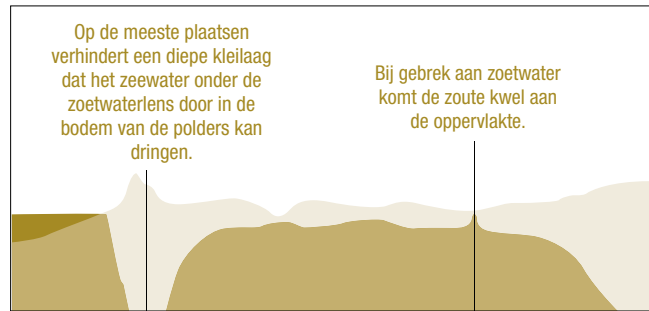 Op de meeste plaatsen
verhindert een diepe kleilaag
dat het zeewater onder de
zoetwaterlens door in de
bodem van de polders kan
dringen.
Bij gebrek aan zoetwater
komt de zoute kwel aan
de oppervlakte.